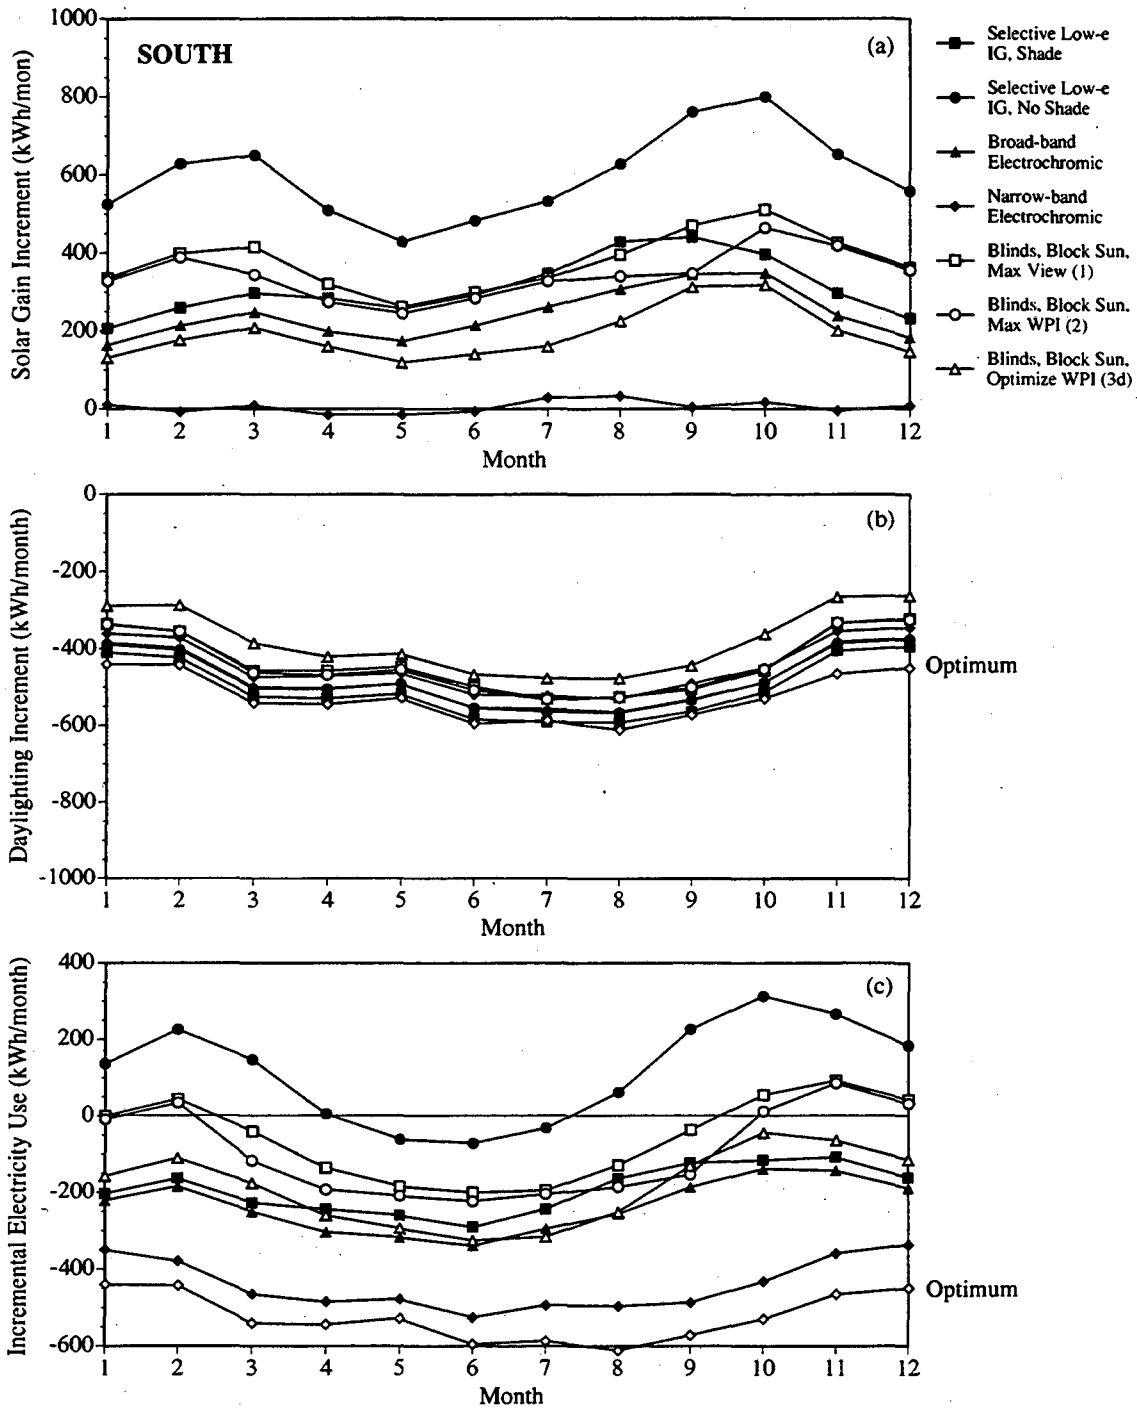 SOUTH
(a)
Solar Gain Increment (kWh/mon)
1000
800
600
400
200
0
1 2 3 4 5 6 7 8 9 10 11 12
Month
Selective Low-e
IG, Shade
Selective Low-e
IG, No Shade
Broad-band
Electrochromic
Narrow-band
Electrochromic
Blinds, Block Sun,
Max View (1)
Blinds, Block Sun,
Max WPI (2)
Blinds, Block Sun,
Optimize WPI (3d)
(b)
Daylighting Increment (kWh/month)
0
-200
-400
-600
-800
-1000
1 2 3 4 5 6 7 8 9 10 11 12
Month
Optimum
(c)
Incremental Electricity Use (kWh/month)
400
200
0
-200
-400
-600
1 2 3 4 5 6 7 8 9 10 11 12
Month
Optimum